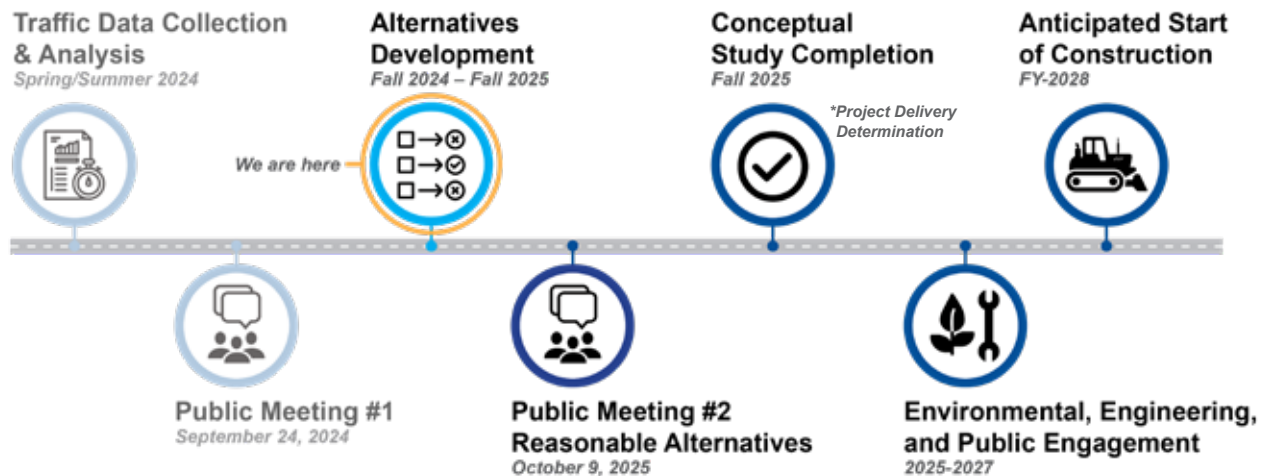 Traffic Data Collection
& Analysis
Spring/Summer 2024
Alternatives
Development
Fall 2024 – Fall 2025
Conceptual
Study Completion
Fall 2025
*Project Delivery
Determination
Anticipated Start
of Construction
FY-2028
We are here
Public Meeting #1
September 24, 2024
Public Meeting #2
Reasonable Alternatives
October 9, 2025
Environmental, Engineering,
and Public Engagement
2025-2027